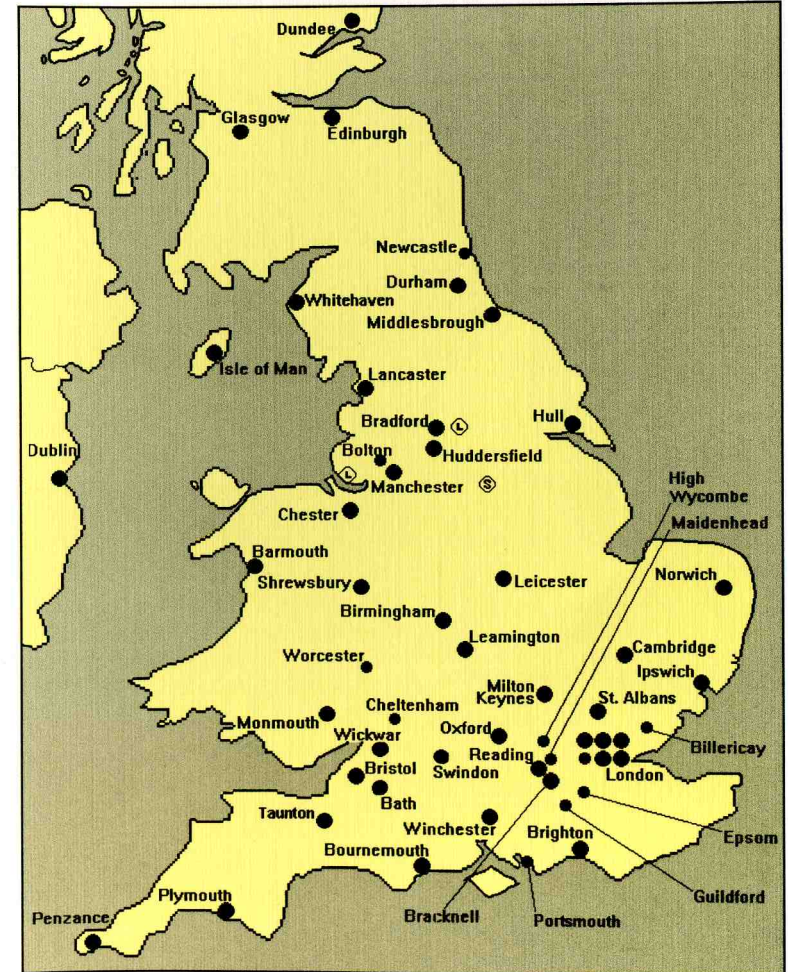 Dundee
Glasgow
Edinburgh
Newcastle
Durham
Whitehaven
Middlesbrough
Isle of Man
Lancaster
Bradford
L
Hull
Dublin
Bolton
Huddersfield
L
Manchester
S
High
Wycombe
Chester
Maidenhead
Barmouth
Shrewsbury
Leicester
Norwich
Birmingham
Leamington
Worcester
Cambridge
Ipswich
Milton
Keynes
St. Albans
Cheltenham
Monmouth
Wickwar
Oxford
Reading
Billericay
Bristol
Swindon
London
Bath
Taunton
Winchester
Brighton
Epsom
Bournemouth
Plymouth
Guildford
Penzance
Bracknell
Portsmouth